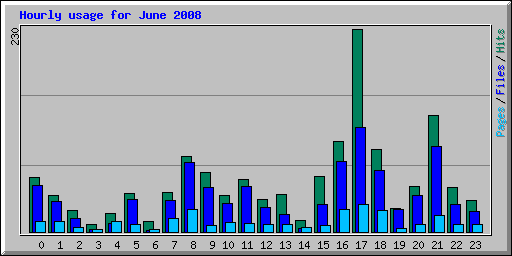 Hourly usage for June 2008
230
Pages / Files / Hits
0 1 2 3 4 5 6 7 8 9 10 11 12 13 14 15 16 17 18 19 20 21 22 23